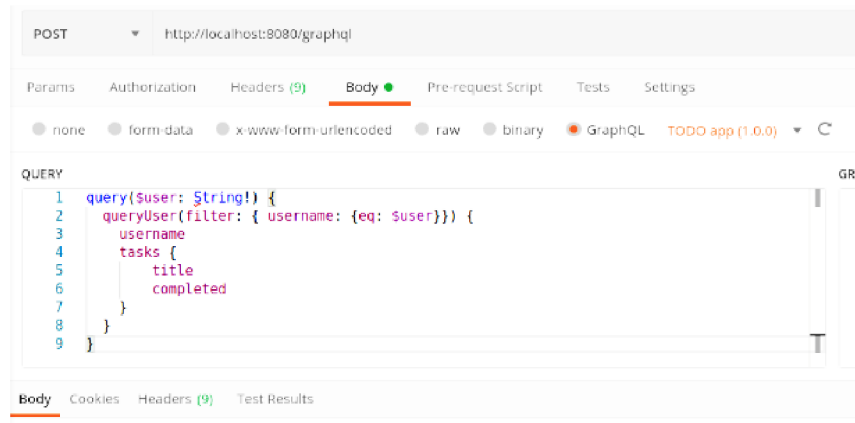 POST http://localhost:8080/graphql
Params Authorization Headers (9) Body Pre-request Script Tests Settings
none form-data x-www-form-urlencoded raw binary GraphQL TODO app (1.0.0)
QUERY GR
1 query($user: String!) {
2 queryUser(filter: { username: {eq: $user}}) {
3 username
4 tasks {
5 title
6 completed
7 }
8 }
9 }
Body Cookies Headers (9) Test Results